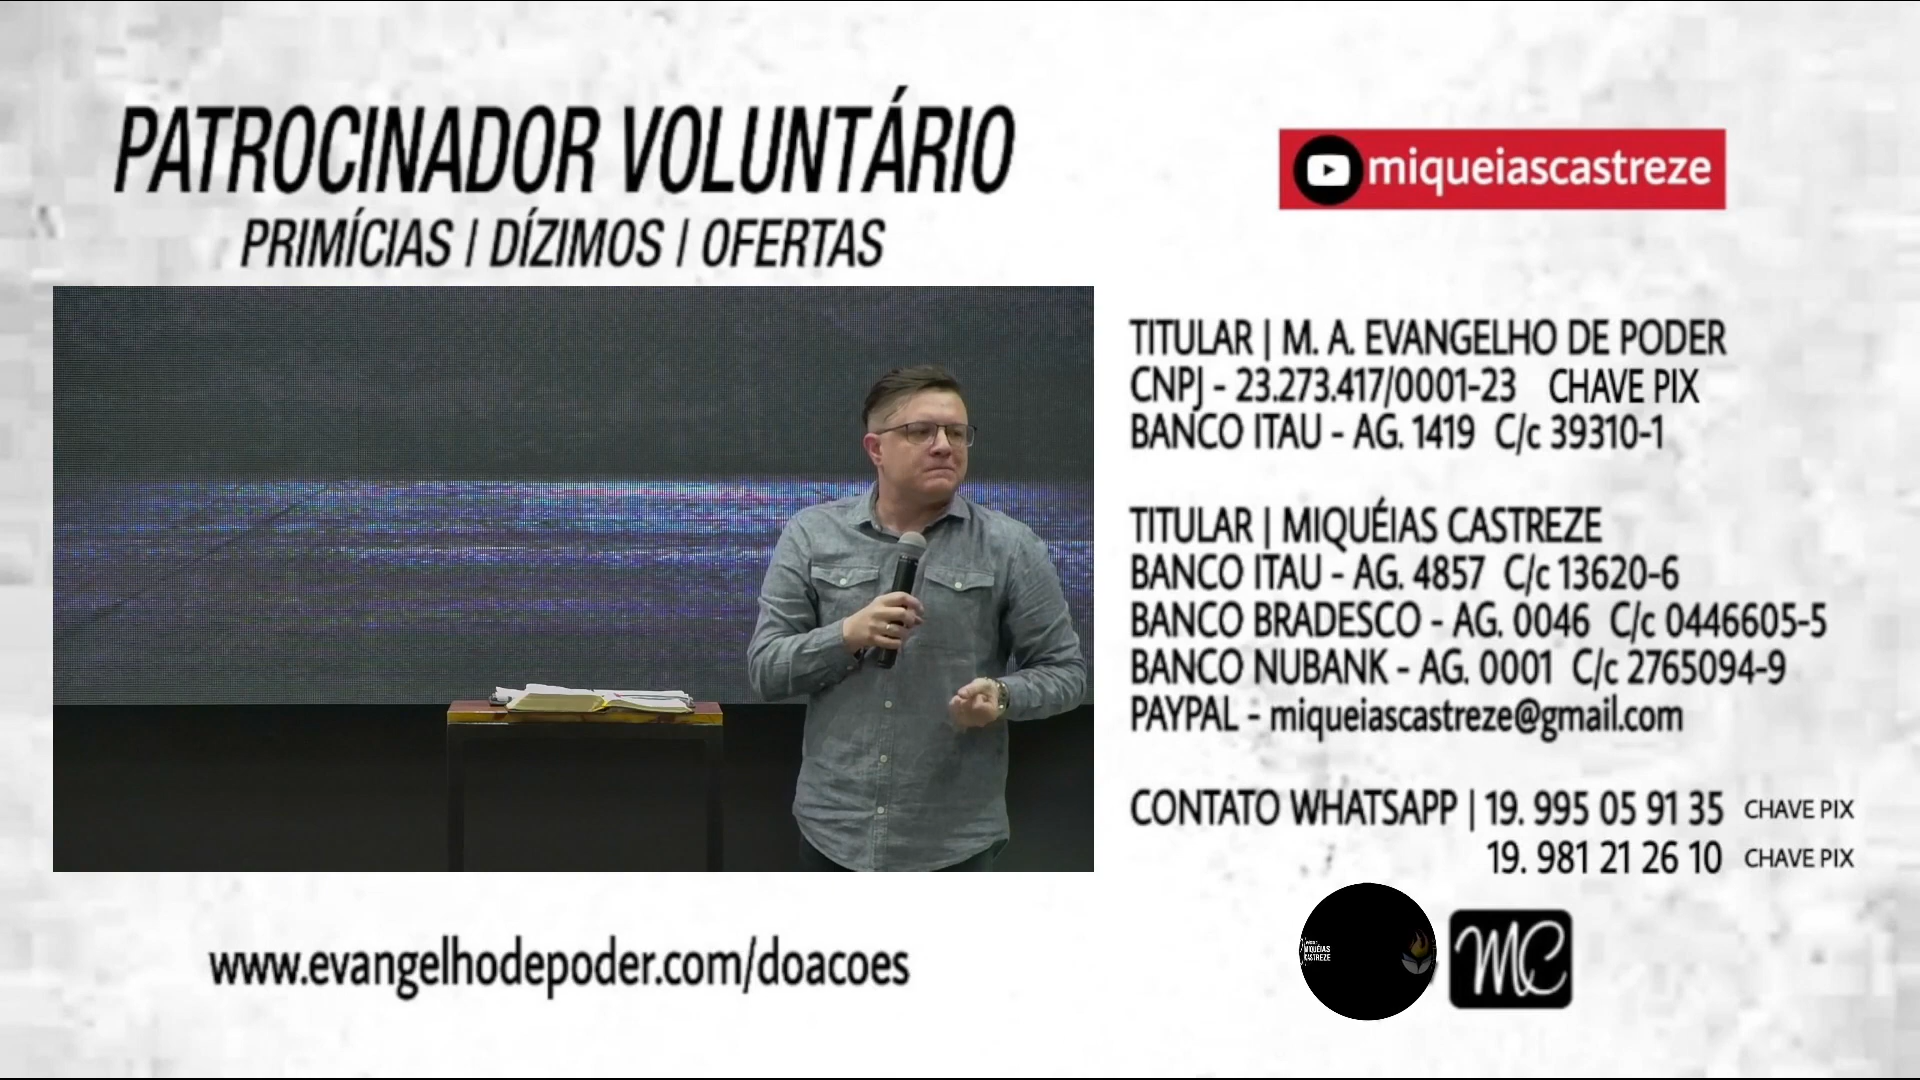 PATROCINADOR VOLUNTÁRIO
PRIMÍCIAS / DÍZIMOS / OFERTAS
miqueiascastreze
TITULAR | M. A. EVANGELHO DE PODER
CNPJ - 23.273.417/0001-23 CHAVE PIX
BANCO ITAU - AG. 1419 C/c 39310-1
TITULAR | MIQUÉIAS CASTREZE
BANCO ITAU - AG. 4857 C/c 13620-6
BANCO BRADESCO - AG. 0046 C/c 0446605-5
BANCO NUBANK - AG. 0001 C/c 2765094-9
PAYPAL - miqueiascastreze@gmail.com
CONTATO WHATSAPP | 19. 995 05 91 35 CHAVE PIX
19. 981 21 26 10 CHAVE PIX
www.evangelhodepoder.com/doacoes
MIQUÉIAS
CASTREZE
MC